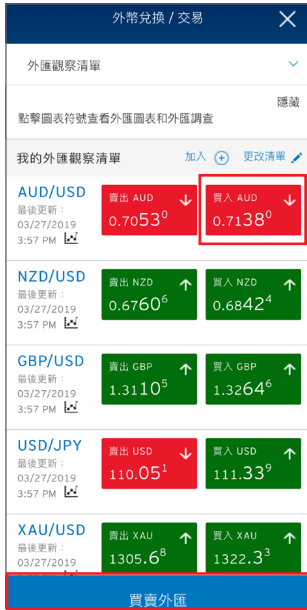 外幣兌換 / 交易
外匯觀察清單
隱藏
點擊圖表符號查看外匯圖表和外匯調查
我的外匯觀察清單 加入 更改清單
AUD/USD
最後更新：
03/27/2019
3:57 PM
賣出 AUD
0.7053⁰
買入 AUD
0.7138⁰
NZD/USD
最後更新：
03/27/2019
3:57 PM
賣出 NZD
0.6760⁶
買入 NZD
0.6842⁴
GBP/USD
最後更新：
03/27/2019
3:57 PM
賣出 GBP
1.3110⁵
買入 GBP
1.3264⁶
USD/JPY
最後更新：
03/27/2019
3:57 PM
賣出 USD
110.05¹
買入 USD
111.33⁹
XAU/USD
最後更新：
03/27/2019
賣出 XAU
1305.6⁸
買入 XAU
1322.3³
買賣外匯